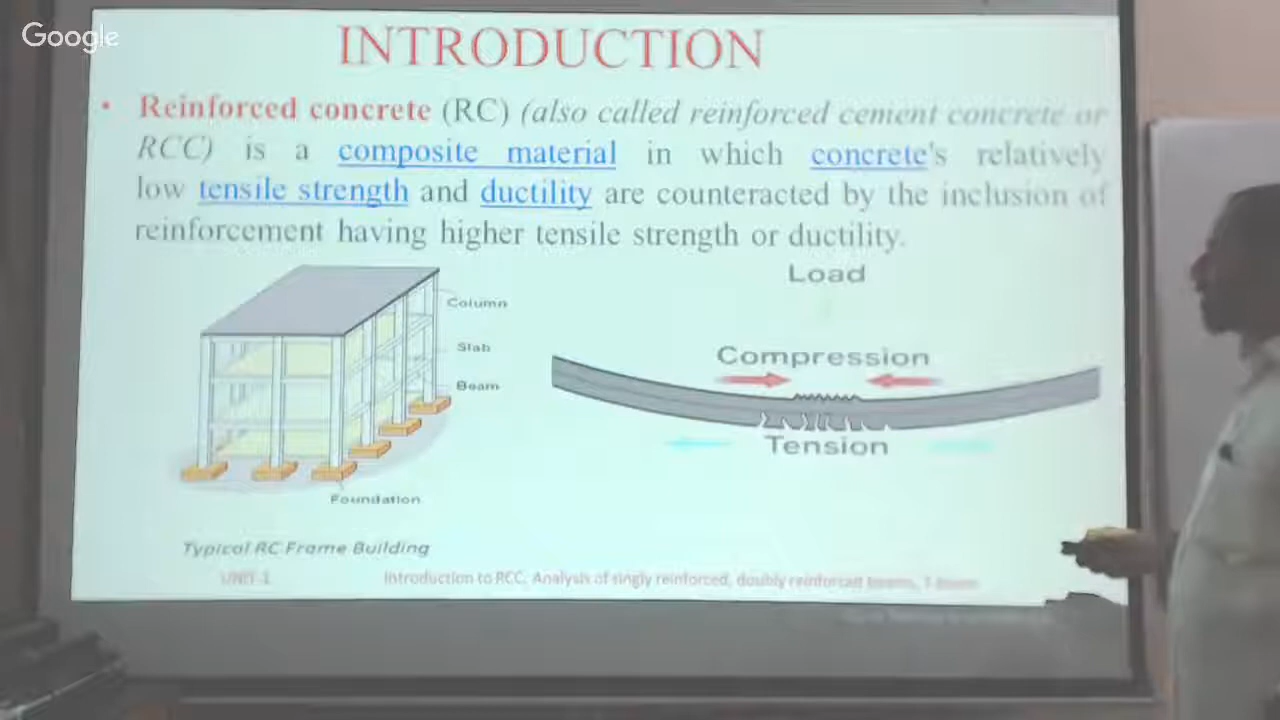 Google
INTRODUCTION
• Reinforced concrete (RC) (also called reinforced cement concrete or
RCC) is a composite material in which concrete's relatively
low tensile strength and ductility are counteracted by the inclusion of
reinforcement having higher tensile strength or ductility.
Load
Column
Slab
Compression
Beam
Tension
Foundation
Typical RC Frame Building
UNIT-1
Introduction to RCC, Analysis of singly reinforced, doubly reinforced beams, T-beam